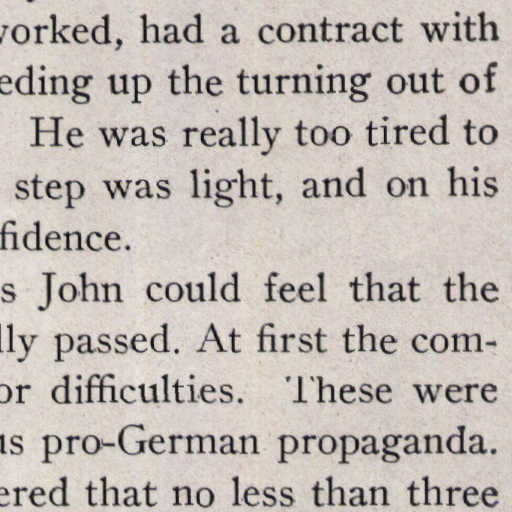 worked, had a contract with
eding up the turning out of
He was really too tired to
step was light, and on his
fidence.
s John could feel that the
lly passed. At first the com-
or difficulties. These were
us pro-German propaganda.
ered that no less than three